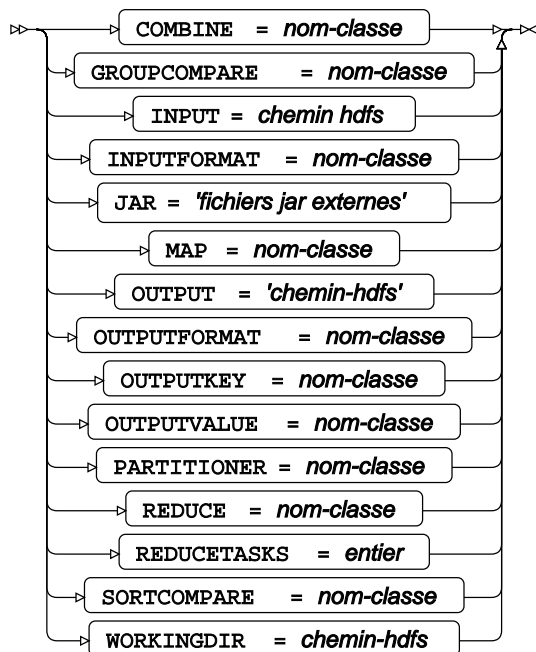 COMBINE = nom-classe
GROUPCOMPARE = nom-classe
INPUT = chemin hdfs
INPUTFORMAT = nom-classe
JAR = 'fichiers jar externes'
MAP = nom-classe
OUTPUT = 'chemin-hdfs'
OUTPUTFORMAT = nom-classe
OUTPUTKEY = nom-classe
OUTPUTVALUE = nom-classe
PARTITIONER = nom-classe
REDUCE = nom-classe
REDUCETASKS = entier
SORTCOMPARE = nom-classe
WORKINGDIR = chemin-hdfs